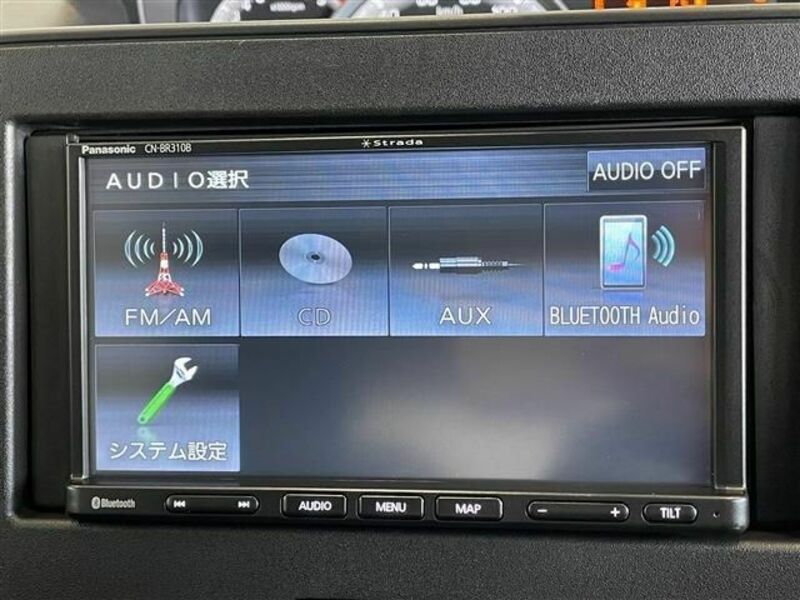 km/h
Panasonic CN-BR310B
Strada
AUDIO選択
AUDIO OFF
FM/AM
CD
AUX
BLUETOOTH Audio
システム設定
Bluetooth
AUDIO
MENU
MAP
− +
TILT